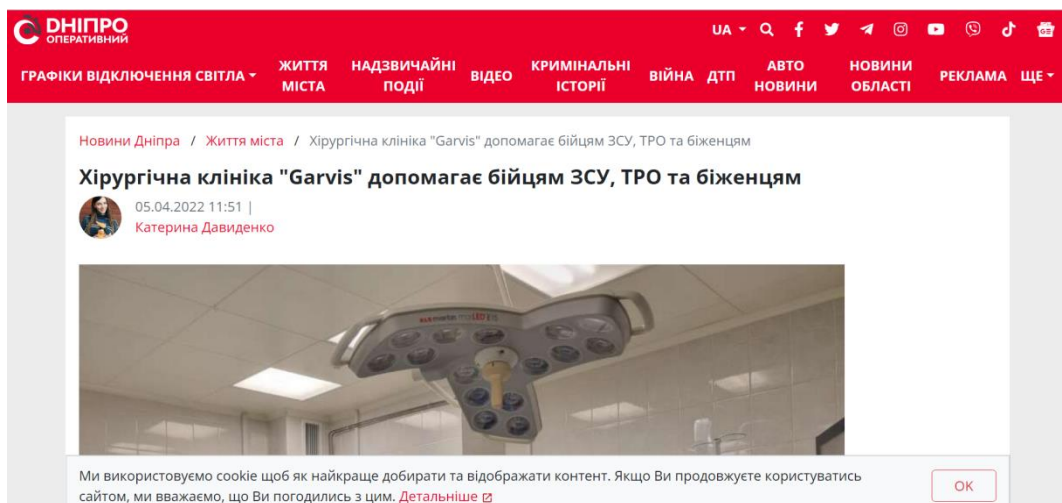 ДНІПРО
ОПЕРАТИВНИЙ
UA
ГРАФІКИ ВІДКЛЮЧЕННЯ СВІТЛА
ЖИТТЯ
МІСТА
НАДЗВИЧАЙНІ
ПОДІЇ
ВІДЕО
КРИМІНАЛЬНІ
ІСТОРІЇ
ВІЙНА
ДТП
АВТО
НОВИНИ
НОВИНИ
ОБЛАСТІ
РЕКЛАМА
ЩЕ
Новини Дніпра / Життя міста / Хірургічна клініка "Garvis" допомагає бійцям ЗСУ, ТРО та біженцям
Хірургічна клініка "Garvis" допомагає бійцям ЗСУ, ТРО та біженцям
05.04.2022 11:51 |
Катерина Давиденко
Ми використовуємо cookie щоб як найкраще добирати та відображати контент. Якщо Ви продовжуєте користуватись
сайтом, ми вважаємо, що Ви погодились з цим. Детальніше
OK